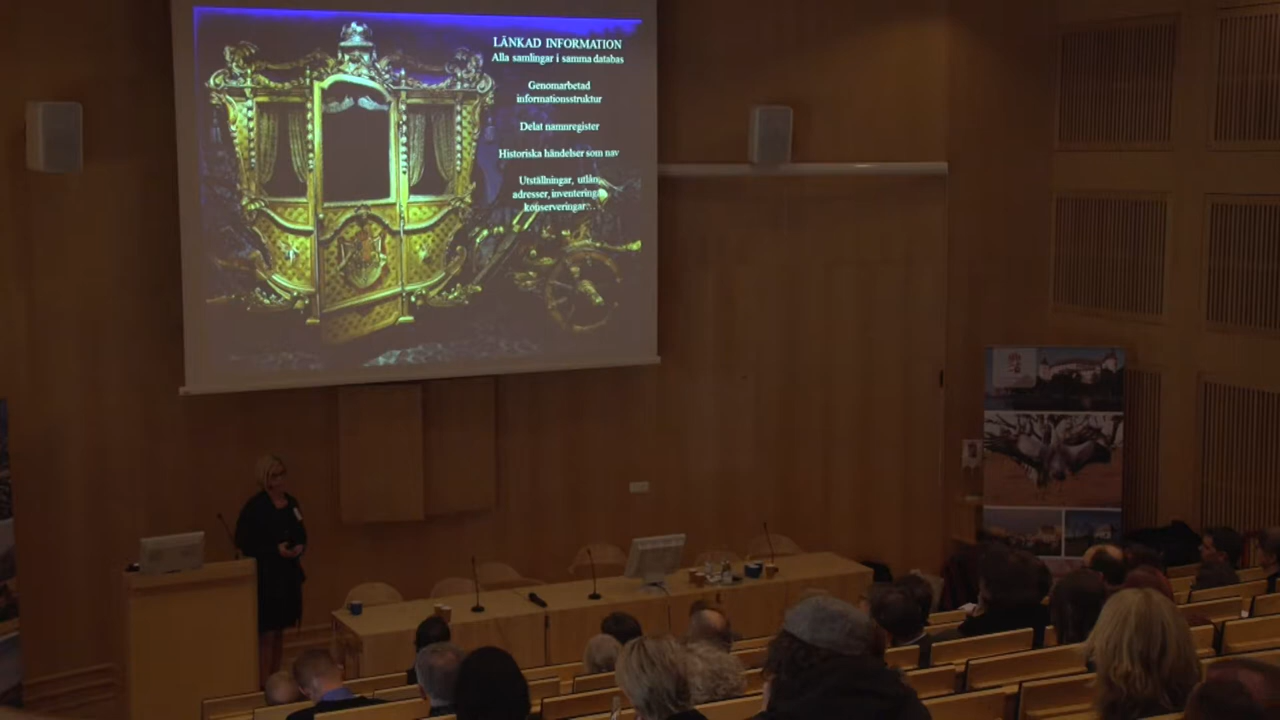 LÄNKAD INFORMATION
Alla samlingar i samma databas
Genomarbetad
informationsstruktur
Delat namnregister
Historiska händelser som nav
Utställningar, utlån,
adresser, inventeringar,
konserveringar...